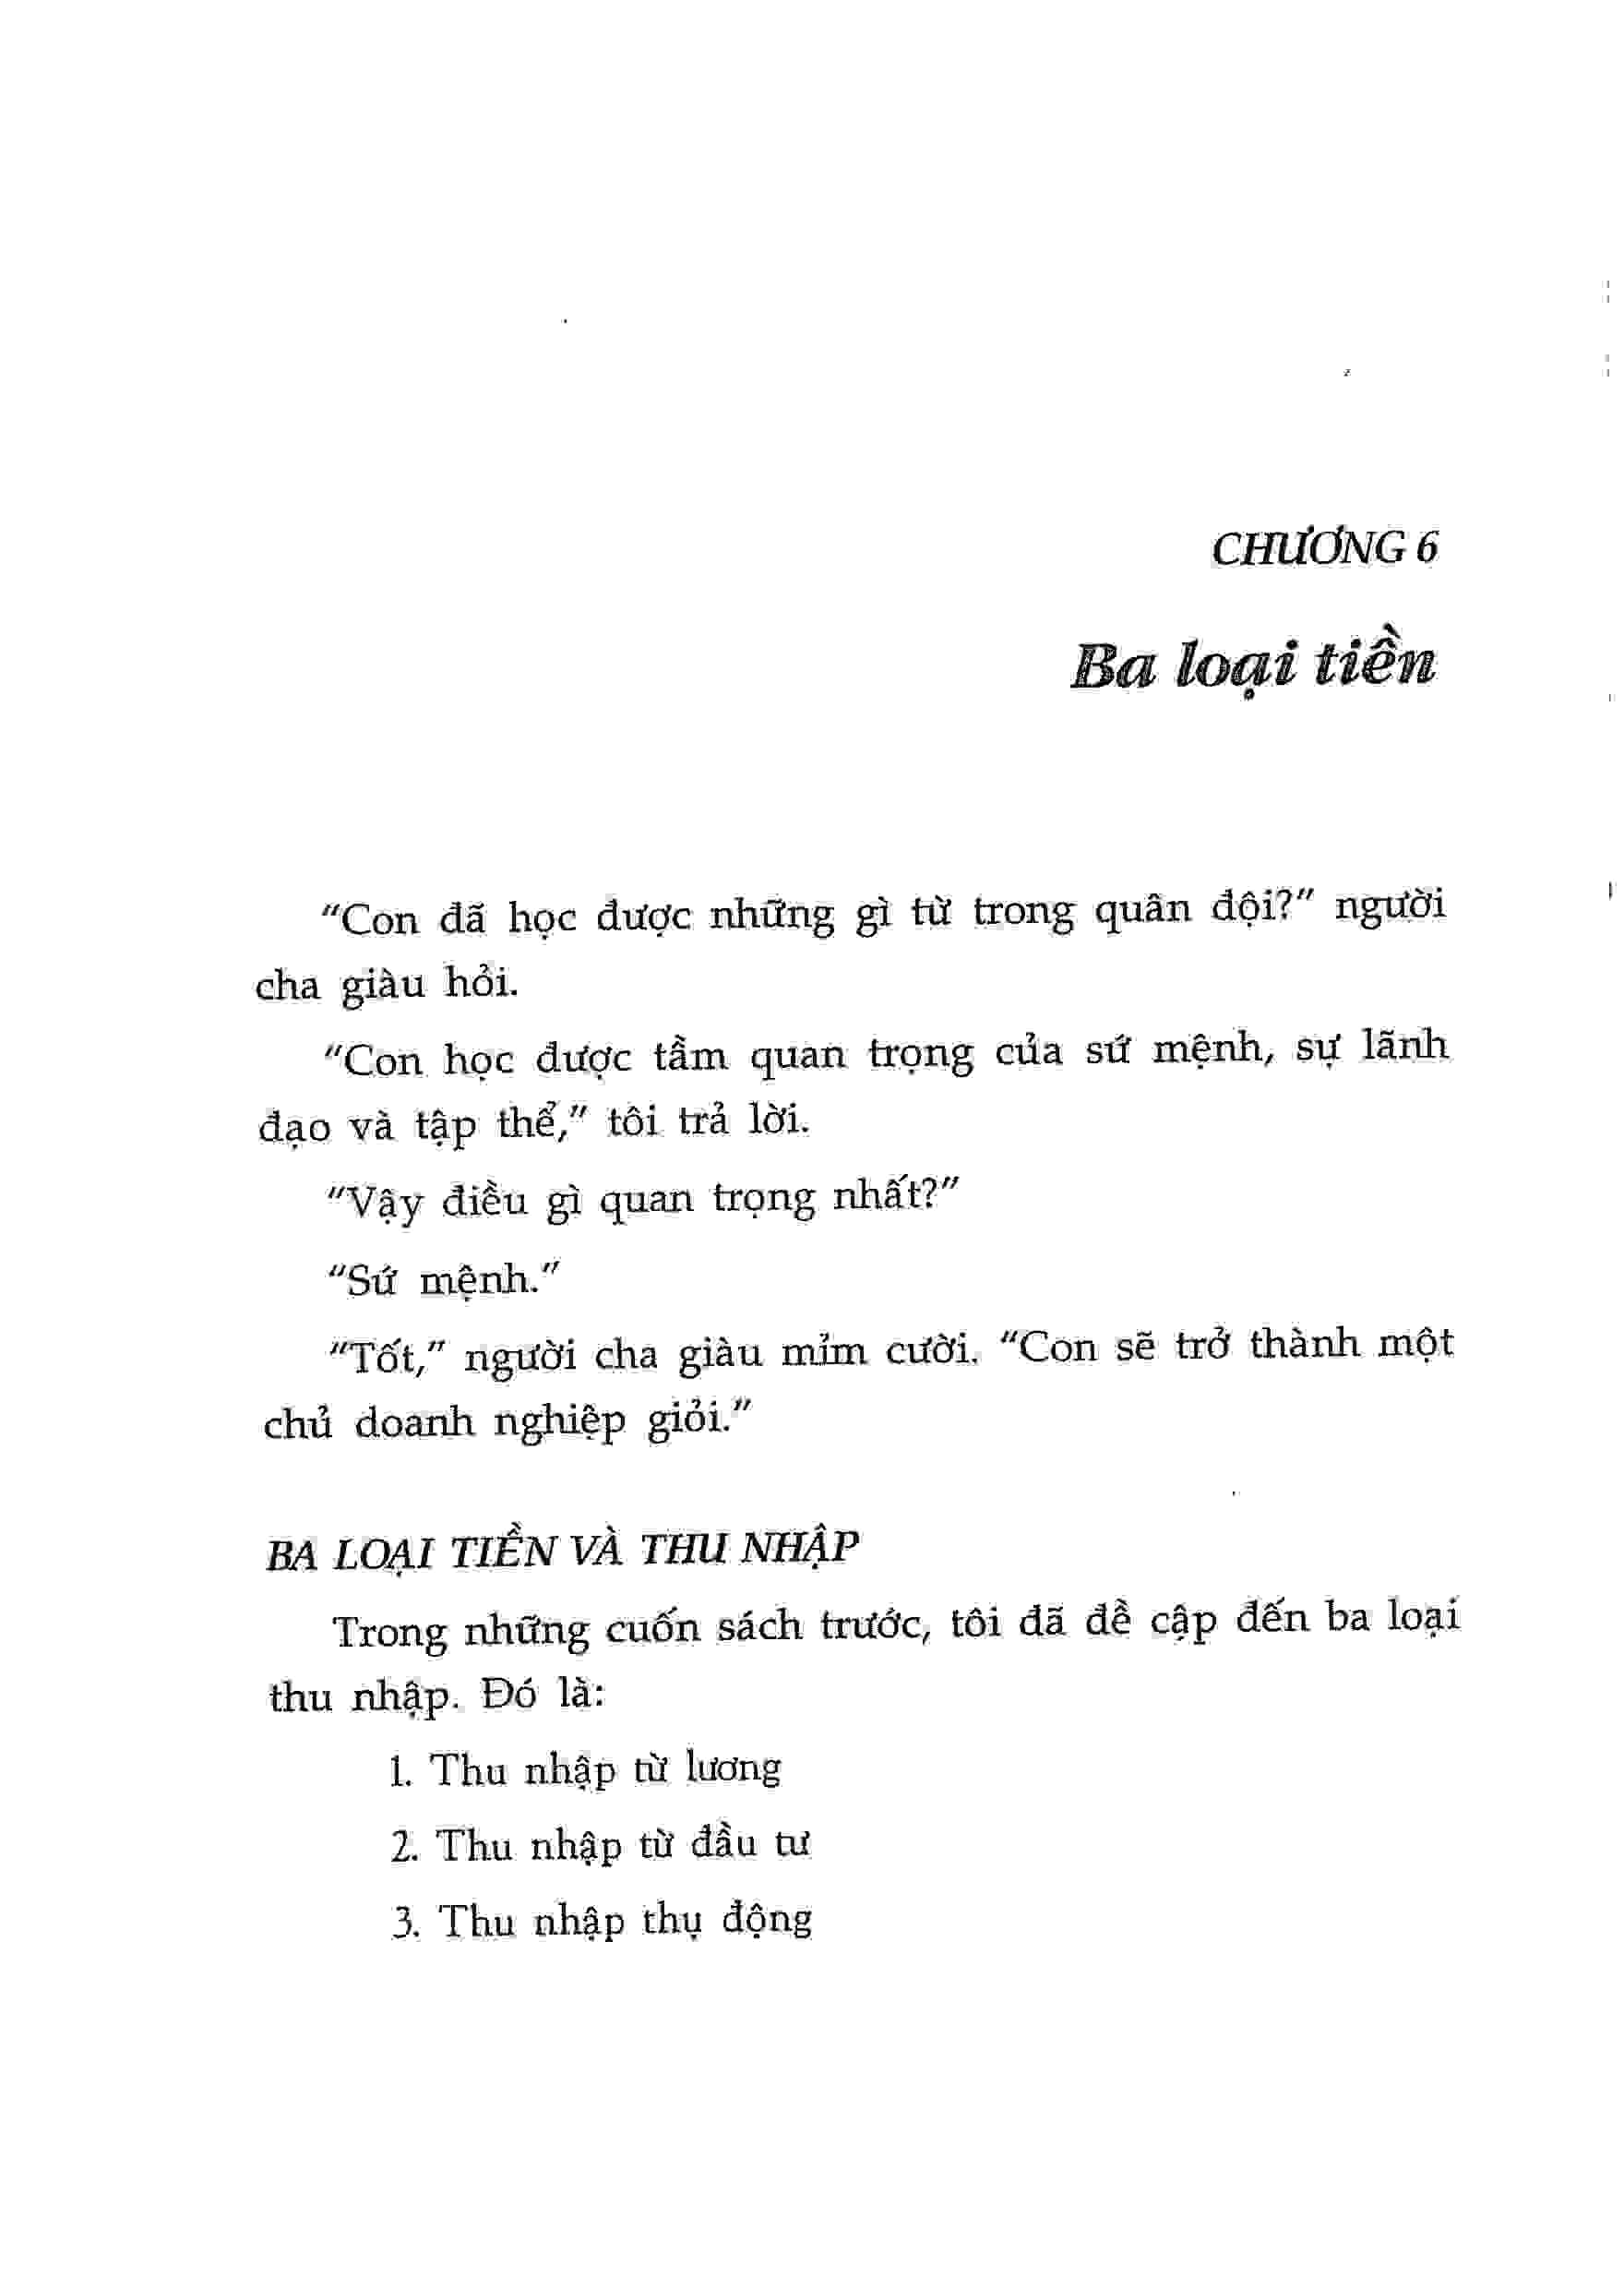 CHƯƠNG 6
Ba loại tiền
“Con đã học được những gì từ trong quân đội?” người
cha giàu hỏi.
“Con học được tầm quan trọng của sứ mệnh, sự lãnh
đạo và tập thể,” tôi trả lời.
“Vậy điều gì quan trọng nhất?”
“Sứ mệnh.”
“Tốt,” người cha giàu mỉm cười. “Con sẽ trở thành một
chủ doanh nghiệp giỏi.”
BA LOẠI TIỀN VÀ THU NHẬP
Trong những cuốn sách trước, tôi đã đề cập đến ba loại
thu nhập. Đó là:
1. Thu nhập từ lương
2. Thu nhập từ đầu tư
3. Thu nhập thụ động